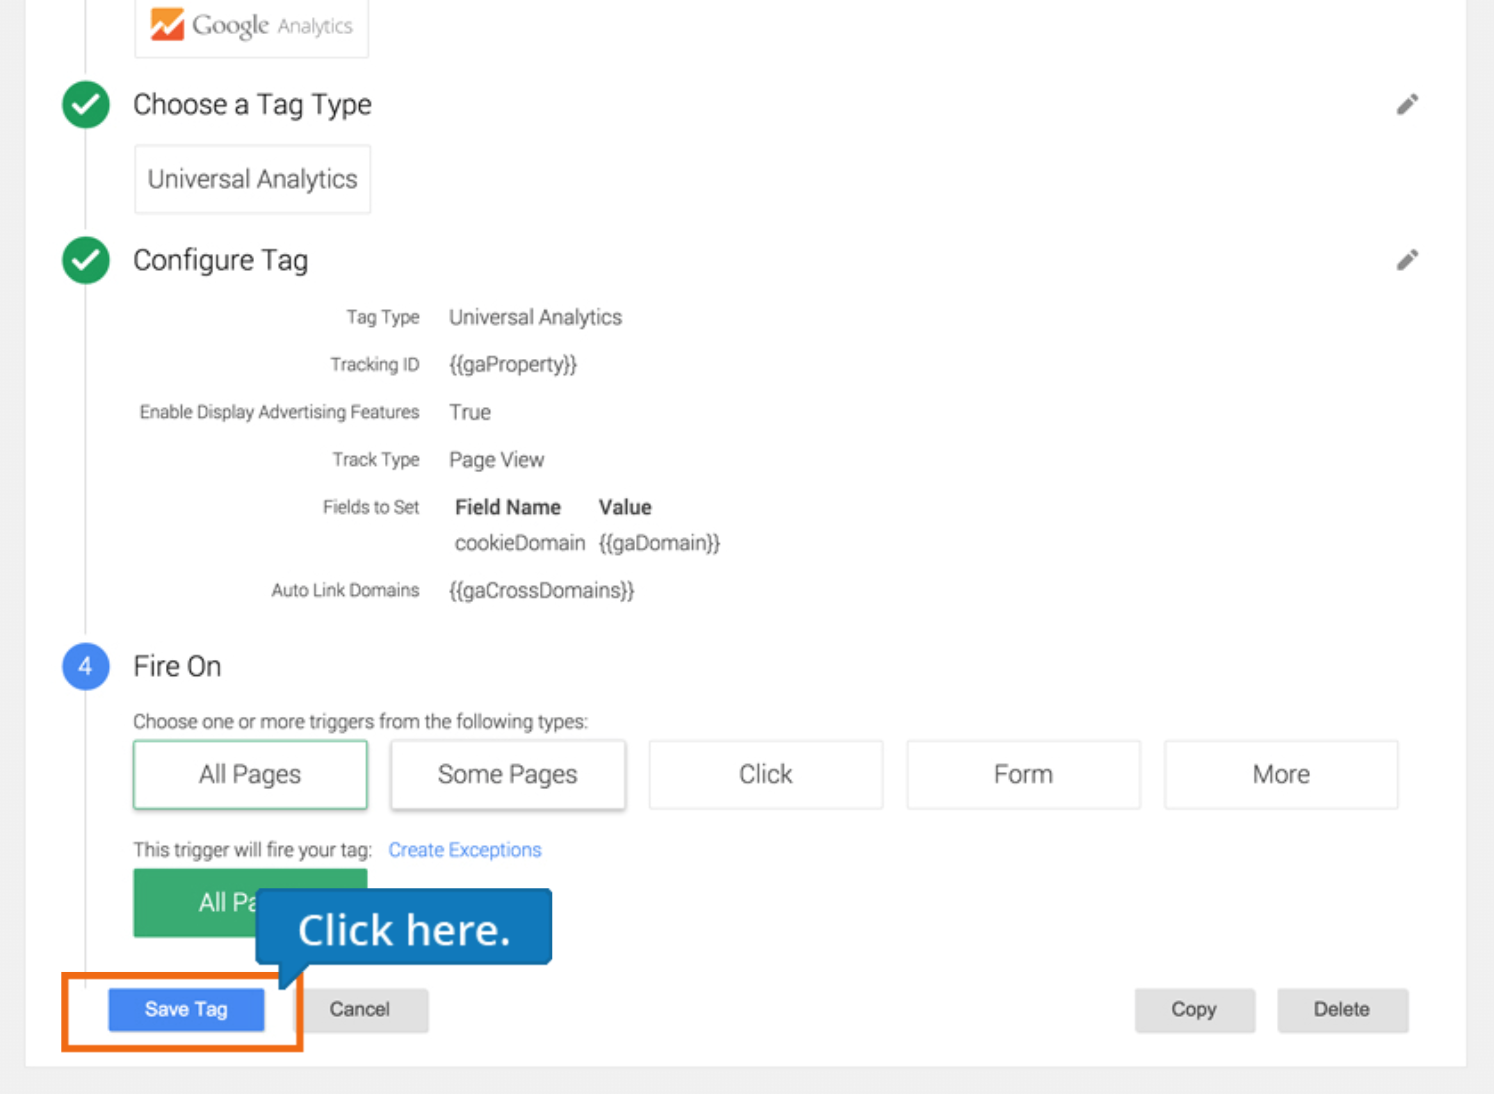 Google Analytics
Choose a Tag Type
Universal Analytics
Configure Tag
Tag Type Universal Analytics
Tracking ID {{gaProperty}}
Enable Display Advertising Features True
Track Type Page View
Fields to Set Field Name Value
cookieDomain {{gaDomain}}
Auto Link Domains {{gaCrossDomains}}
4 Fire On
Choose one or more triggers from the following types:
All Pages Some Pages Click Form More
This trigger will fire your tag: Create Exceptions
All
Click here.
Save Tag Cancel Copy Delete